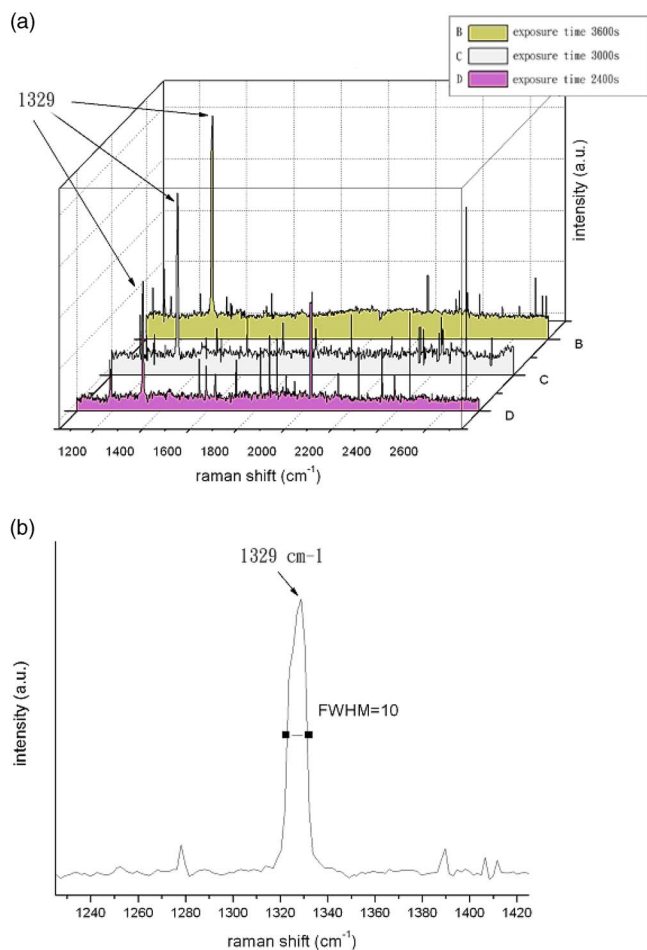 (a)
B exposure time 3600s
C exposure time 3000s
D exposure time 2400s
1329
intensity (a.u.)
B
C
D
1200 1400 1600 1800 2000 2200 2400 2600
raman shift (cm⁻¹)
(b)
1329 cm-1
FWHM=10
intensity (a.u.)
1240 1260 1280 1300 1320 1340 1360 1380 1400 1420
raman shift (cm⁻¹)